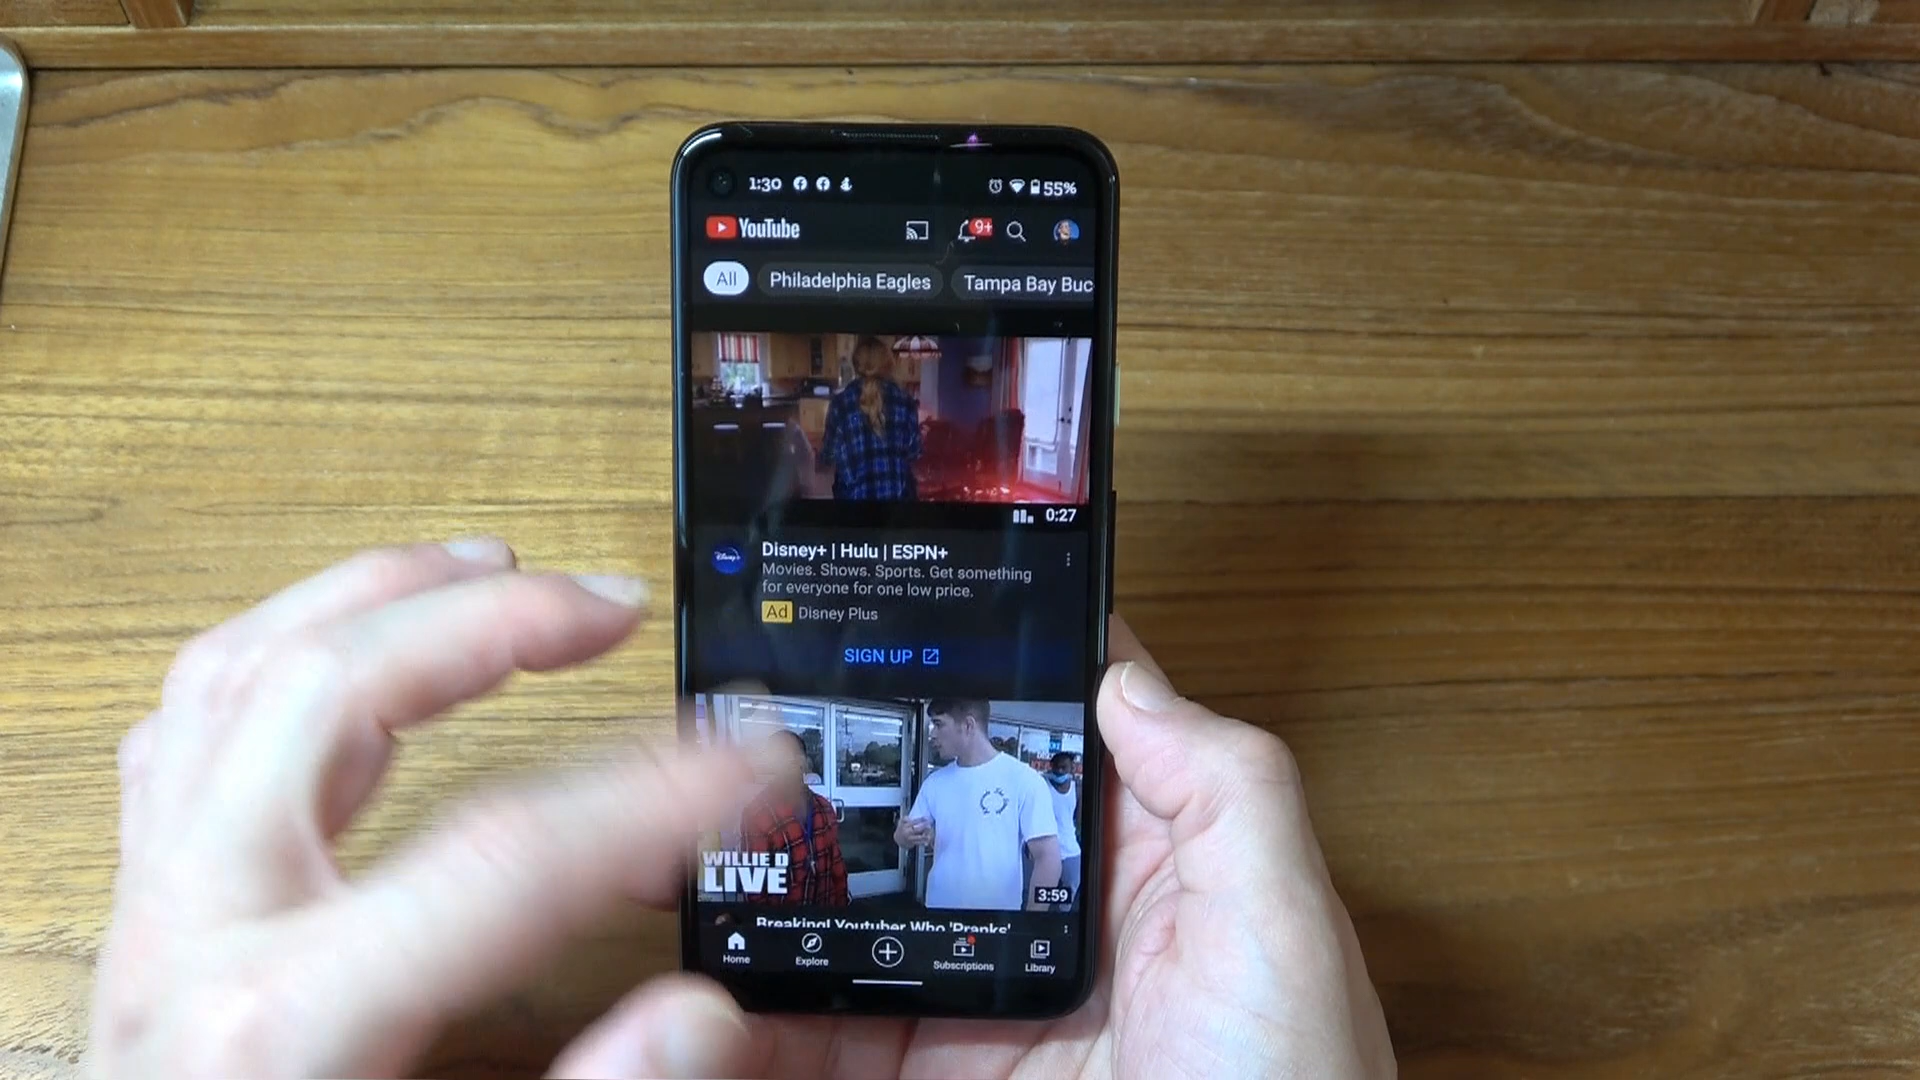 1:30 55%
YouTube 9+
All Philadelphia Eagles Tampa Bay Buc
0:27
Disney+
Disney+ | Hulu | ESPN+
Movies. Shows. Sports. Get something
for everyone for one low price.
Ad Disney Plus
SIGN UP
WILLIE D
LIVE
3:59
Breaking! Youtuber Who 'Pranks'
Home Explore Subscriptions Library